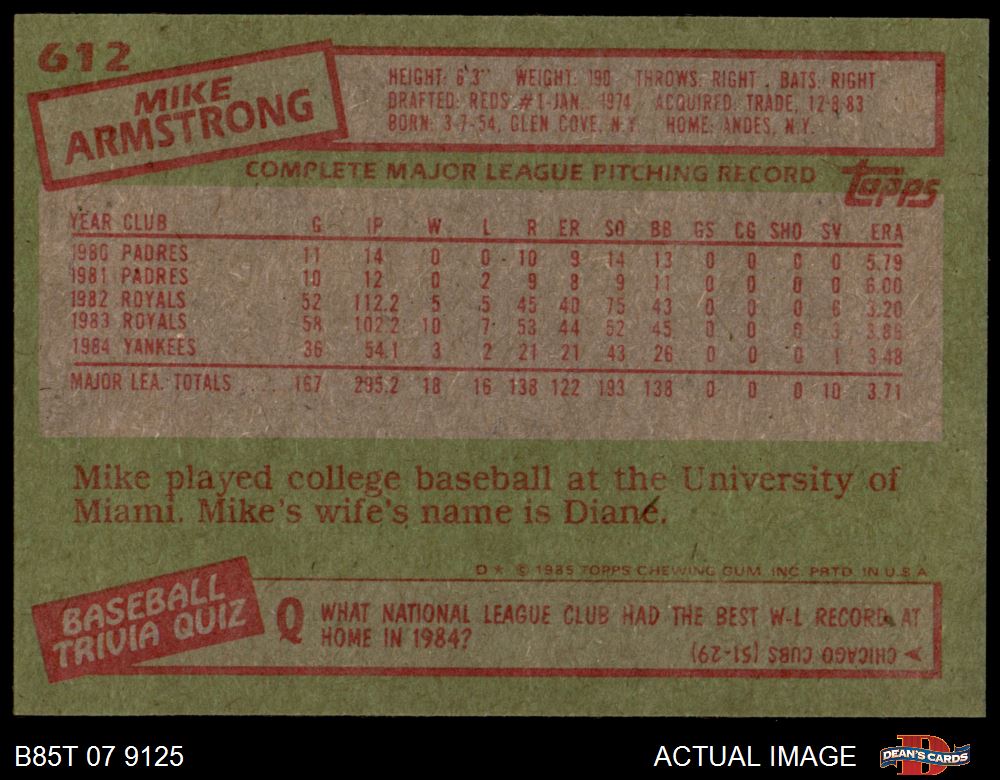 612
MIKE
ARMSTRONG
HEIGHT: 6'3" WEIGHT: 190 THROWS: RIGHT . BATS: RIGHT
DRAFTED: REDS #1-JAN., 1974 ACQUIRED: TRADE, 12-8-83
BORN: 3-7-54, GLEN COVE, N.Y. HOME: ANDES, N.Y.
COMPLETE MAJOR LEAGUE PITCHING RECORD
topps
YEAR CLUB G IP W L R ER SO BB GS CG SHO SV ERA
1980 PADRES 11 14 0 0 10 9 14 13 0 0 0 0 5.79
1981 PADRES 10 12 0 2 9 8 9 11 0 0 0 0 6.00
1982 ROYALS 52 112.2 5 5 45 40 75 43 0 0 0 6 3.20
1983 ROYALS 58 102.2 10 7 53 44 52 45 0 0 0 3 3.86
1984 YANKEES 36 54.1 3 2 21 21 43 26 0 0 0 1 3.48
MAJOR LEA. TOTALS 167 295.2 18 16 138 122 193 138 0 0 0 10 3.71
Mike played college baseball at the University of
Miami. Mike's wife's name is Diane.
D* © 1985 TOPPS CHEWING GUM, INC. PRTD. IN U.S.A.
BASEBALL
TRIVIA QUIZ
Q WHAT NATIONAL LEAGUE CLUB HAD THE BEST W-L RECORD AT
HOME IN 1984?
CHICAGO CUBS (51-29)
B85T 07 9125
ACTUAL IMAGE
DEAN'S CARDS
D